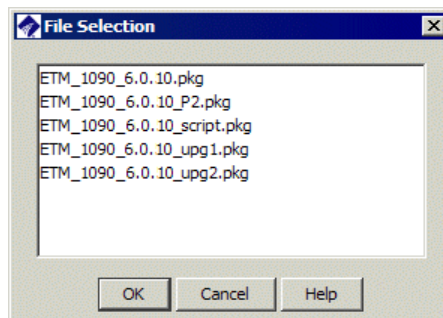 File Selection
ETM_1090_6.0.10.pkg
ETM_1090_6.0.10_P2.pkg
ETM_1090_6.0.10_script.pkg
ETM_1090_6.0.10_upg1.pkg
ETM_1090_6.0.10_upg2.pkg
OK Cancel Help